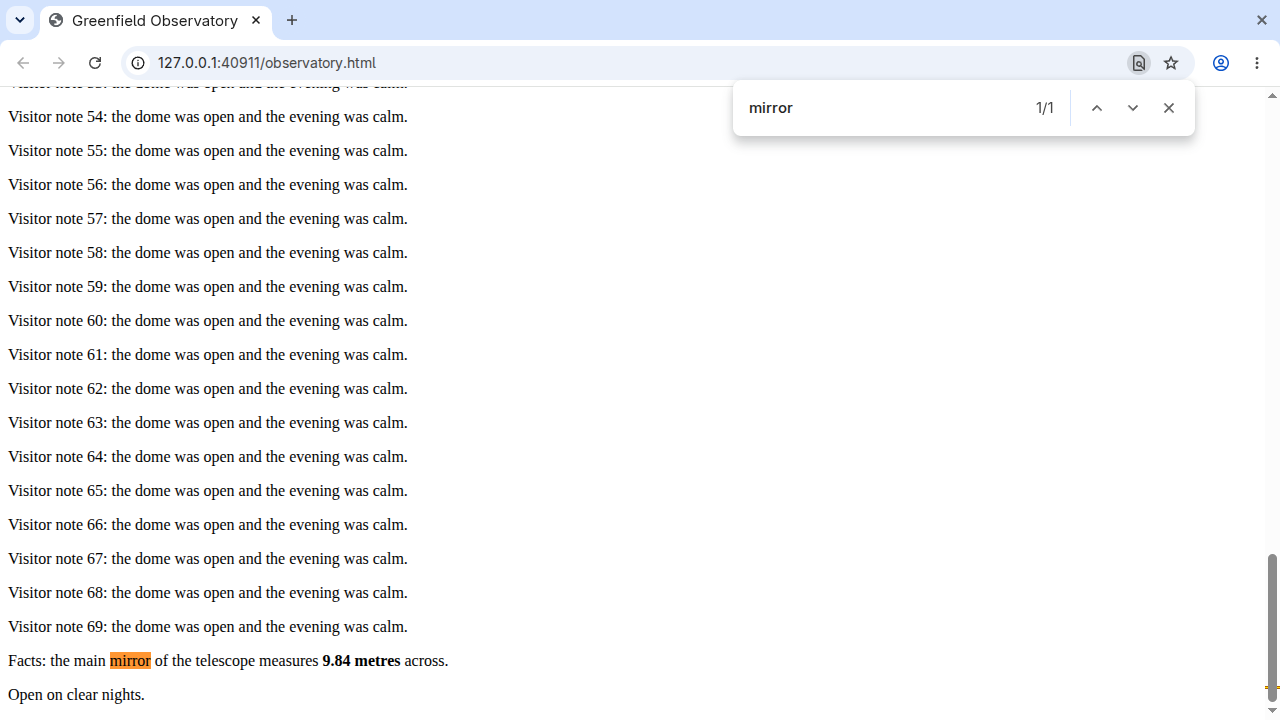 Greenfield Observatory
127.0.0.1:40911/observatory.html
mirror 1/1
Visitor note 54: the dome was open and the evening was calm.
Visitor note 55: the dome was open and the evening was calm.
Visitor note 56: the dome was open and the evening was calm.
Visitor note 57: the dome was open and the evening was calm.
Visitor note 58: the dome was open and the evening was calm.
Visitor note 59: the dome was open and the evening was calm.
Visitor note 60: the dome was open and the evening was calm.
Visitor note 61: the dome was open and the evening was calm.
Visitor note 62: the dome was open and the evening was calm.
Visitor note 63: the dome was open and the evening was calm.
Visitor note 64: the dome was open and the evening was calm.
Visitor note 65: the dome was open and the evening was calm.
Visitor note 66: the dome was open and the evening was calm.
Visitor note 67: the dome was open and the evening was calm.
Visitor note 68: the dome was open and the evening was calm.
Visitor note 69: the dome was open and the evening was calm.
Facts: the main mirror of the telescope measures 9.84 metres across.
Open on clear nights.